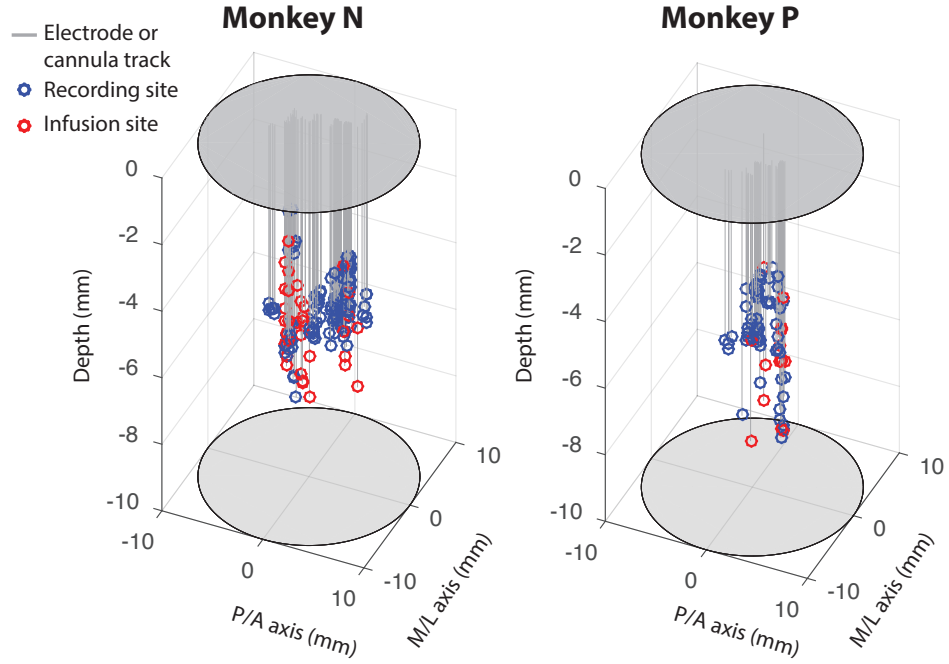 Monkey N
Monkey P
Electrode or
cannula track
Recording site
Infusion site
0
-2
-4
-6
-8
-10
Depth (mm)
-10
0
10
P/A axis (mm)
-10
0
10
M/L axis (mm)
0
-2
-4
-6
-8
-10
Depth (mm)
-10
0
10
P/A axis (mm)
-10
0
10
M/L axis (mm)